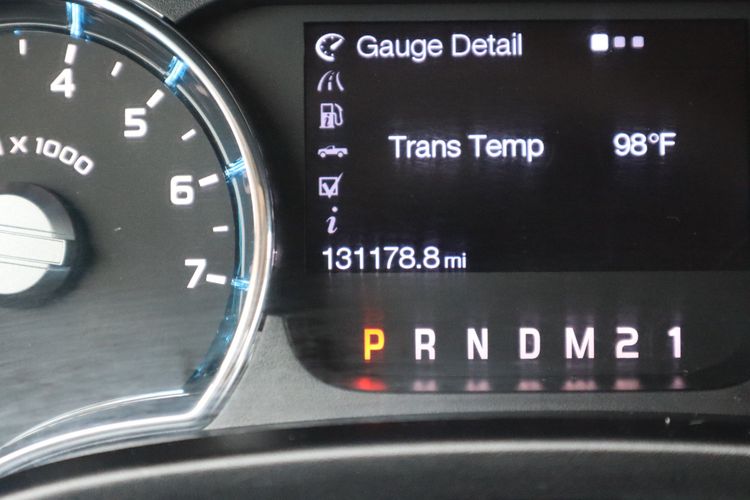 4
5
6
7
X 1000
Gauge Detail
Trans Temp 98°F
i
131178.8 mi
P R N D M 2 1